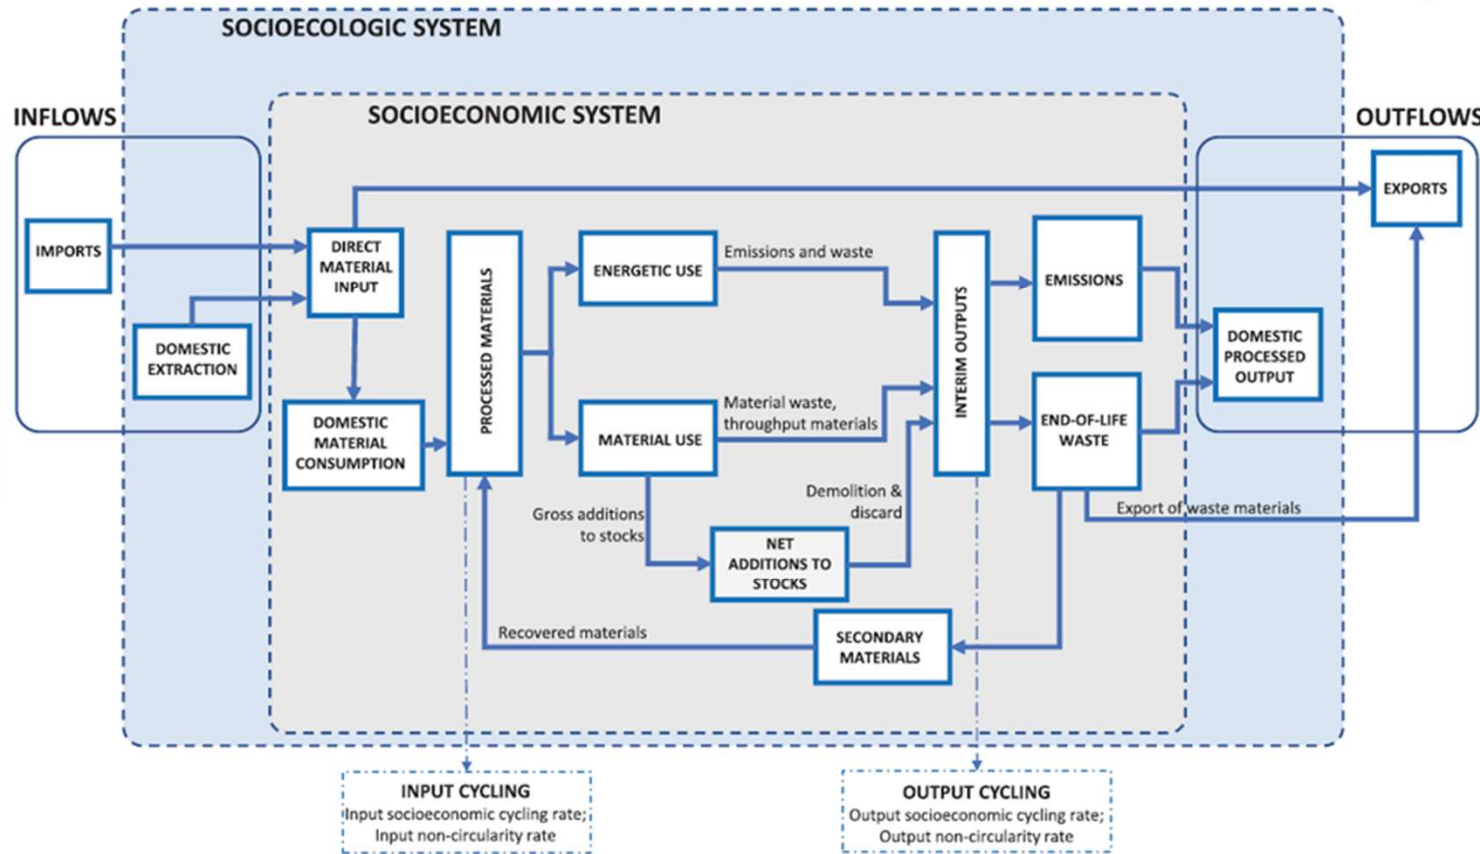 SOCIOECOLOGIC SYSTEM
INFLOWS
SOCIOECONOMIC SYSTEM
OUTFLOWS
IMPORTS
DOMESTIC
EXTRACTION
DIRECT
MATERIAL
INPUT
DOMESTIC
MATERIAL
CONSUMPTION
PROCESSED MATERIALS
ENERGETIC USE
Emissions and waste
MATERIAL USE
Material waste,
throughput materials
Gross additions
to stocks
NET
ADDITIONS TO
STOCKS
Demolition &
discard
INTERIM OUTPUTS
EMISSIONS
END-OF-LIFE
WASTE
DOMESTIC
PROCESSED
OUTPUT
EXPORTS
Export of waste materials
SECONDARY
MATERIALS
Recovered materials
INPUT CYCLING
Input socioeconomic cycling rate;
Input non-circularity rate
OUTPUT CYCLING
Output socioeconomic cycling rate;
Output non-circularity rate